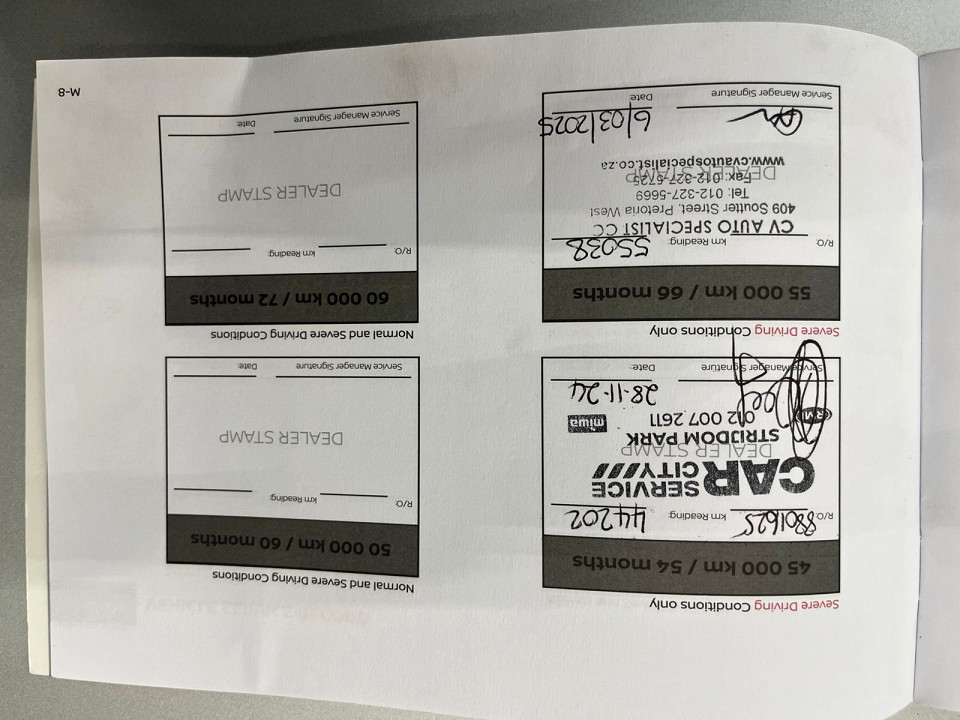 Severe Driving Conditions only
45 000 km / 54 months
R/O: 8801625 km Reading: 44202
CAR SERVICE CITY
DEALER STAMP
STRIJDOM PARK
012 007 2611
RMI
miwa
28-11-24
Service Manager Signature Date:
Severe Driving Conditions only
55 000 km / 66 months
R/O: km Reading: 55038
CV AUTO SPECIALIST CC
409 Soutter Street, Pretoria West
Tel: 012-327-5669
Fax: 012-327-5725
DEALER STAMP
www.cvautospecialist.co.za
6/03/2025
Service Manager Signature Date:
Normal and Severe Driving Conditions
50 000 km / 60 months
R/O: km Reading:
DEALER STAMP
Service Manager Signature Date:
Normal and Severe Driving Conditions
60 000 km / 72 months
R/O: km Reading:
DEALER STAMP
Service Manager Signature Date:
M-8